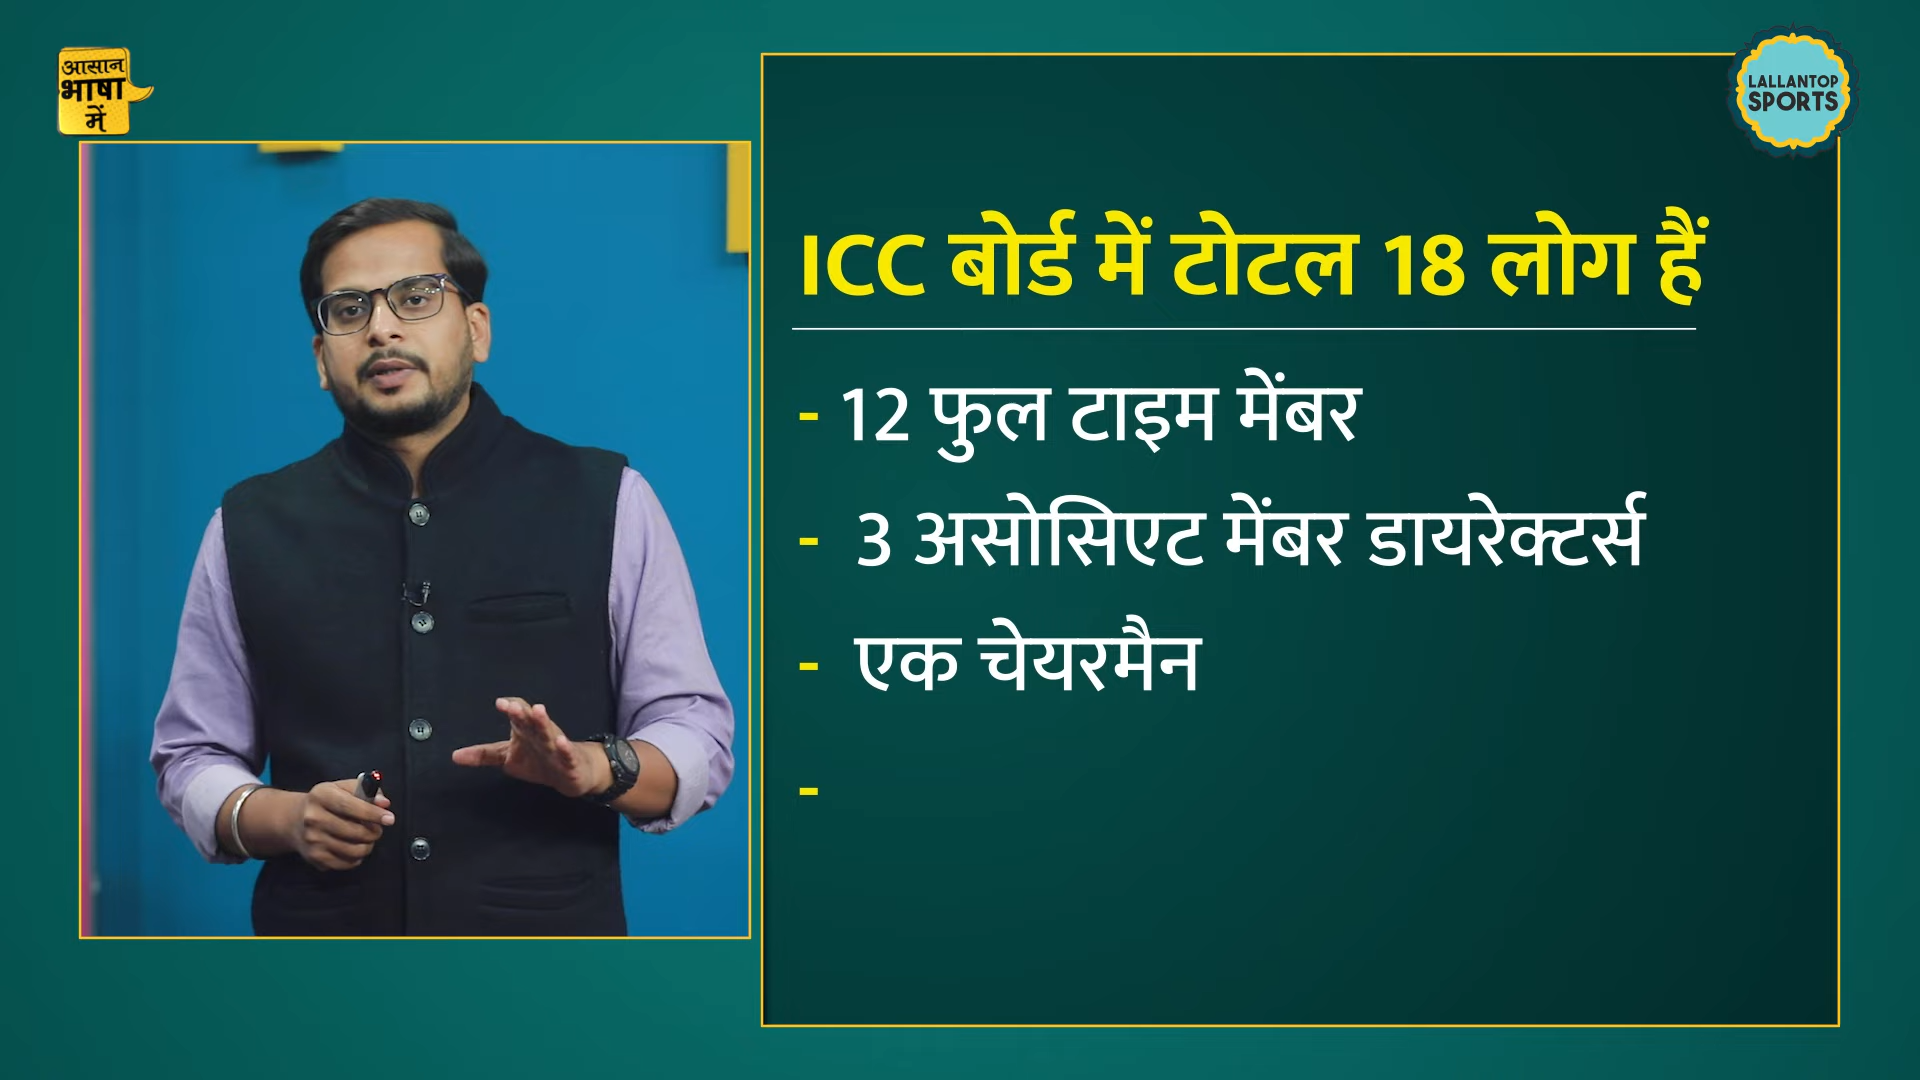 आसान
भाषा
में
LALLANTOP
SPORTS
ICC बोर्ड में टोटल 18 लोग हैं
- 12 फुल टाइम मेंबर
- 3 असोसिएट मेंबर डायरेक्टर्स
- एक चेयरमैन
-